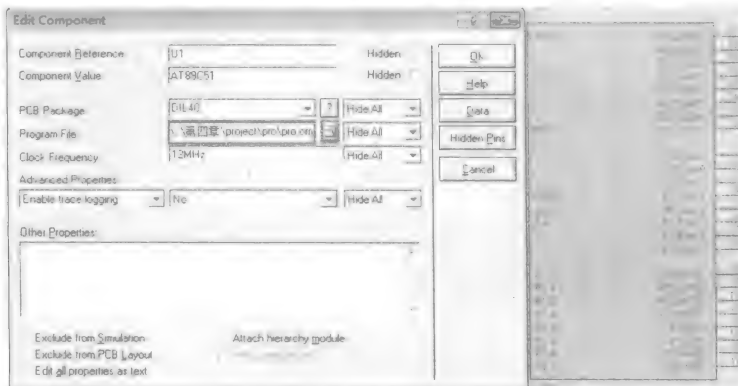 Edit Component
Component Reference: U1 Hidden
Component Value: AT89C51 Hidden
PCB Package: DIL40 ? Hide All
Program File: \第四章\project\pro\pro.om Hide All
Clock Frequency: 12MHz Hide All
Advanced Properties:
Enable trace logging No Hide All
Other Properties:
Exclude from Simulation Attach hierarchy module
Exclude from PCB Layout
Edit all properties as text
OK
Help
Data
Hidden Pins
Cancel